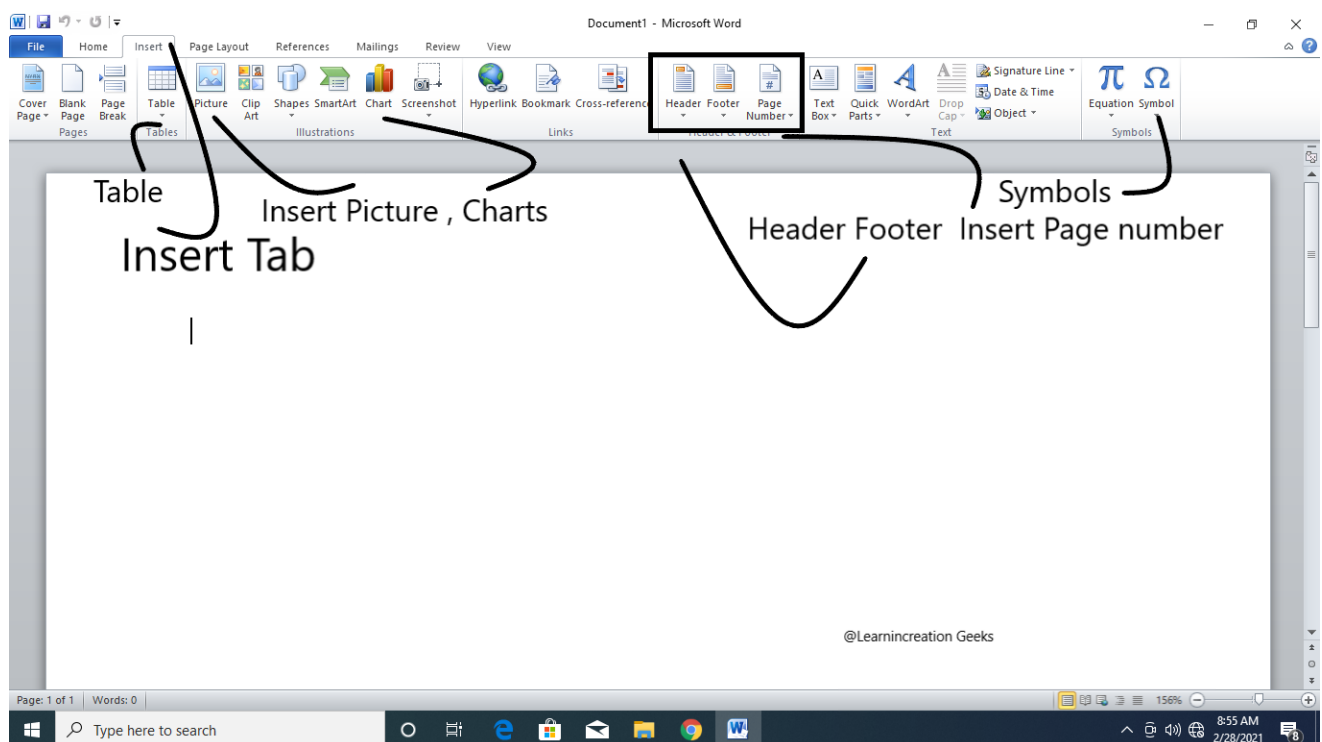 Document1 - Microsoft Word
File Home Insert Page Layout References Mailings Review View
Cover Page Blank Page Page Break Table Picture Clip Art Shapes SmartArt Chart Screenshot Hyperlink Bookmark Cross-reference Header Footer Page Number Text Box Quick Parts WordArt Drop Cap Signature Line Date & Time Object Equation Symbol
Pages Tables Illustrations Links Header & Footer Text Symbols
Table
Insert Picture , Charts
Symbols
Header Footer Insert Page number
Insert Tab
@Learnincreation Geeks
Page: 1 of 1 Words: 0 156%
Type here to search
8:55 AM
2/28/2021
8